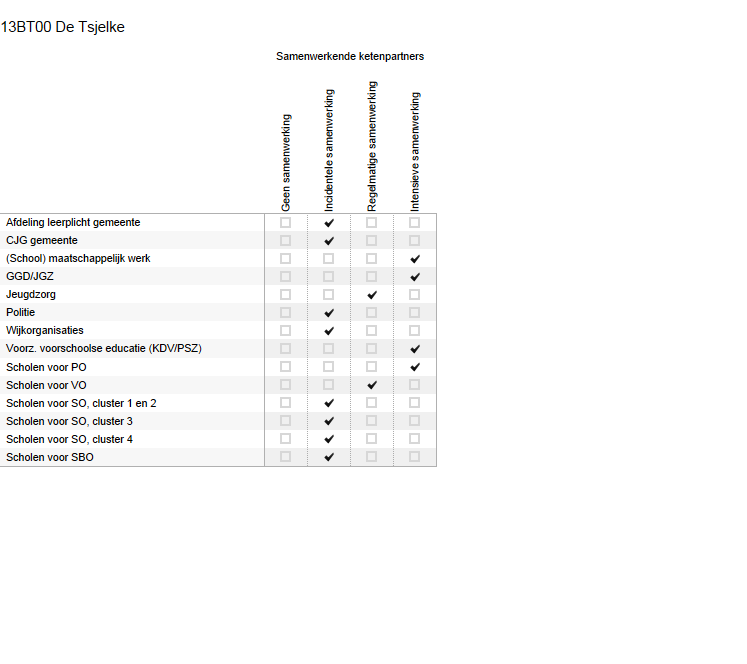 13BT00 De Tsjelke
Samenwerkende ketenpartners
Geen samenwerking
Incidentele samenwerking
Regelmatige samenwerking
Intensieve samenwerking
Afdeling leerplicht gemeente
CJG gemeente
(School) maatschappelijk werk
GGD/JGZ
Jeugdzorg
Politie
Wijkorganisaties
Voorz. voorschoolse educatie (KDV/PSZ)
Scholen voor PO
Scholen voor VO
Scholen voor SO, cluster 1 en 2
Scholen voor SO, cluster 3
Scholen voor SO, cluster 4
Scholen voor SBO